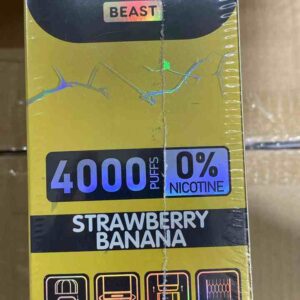 BEAST
4000 PUFFS 0% NICOTINE
STRAWBERRY
BANANA